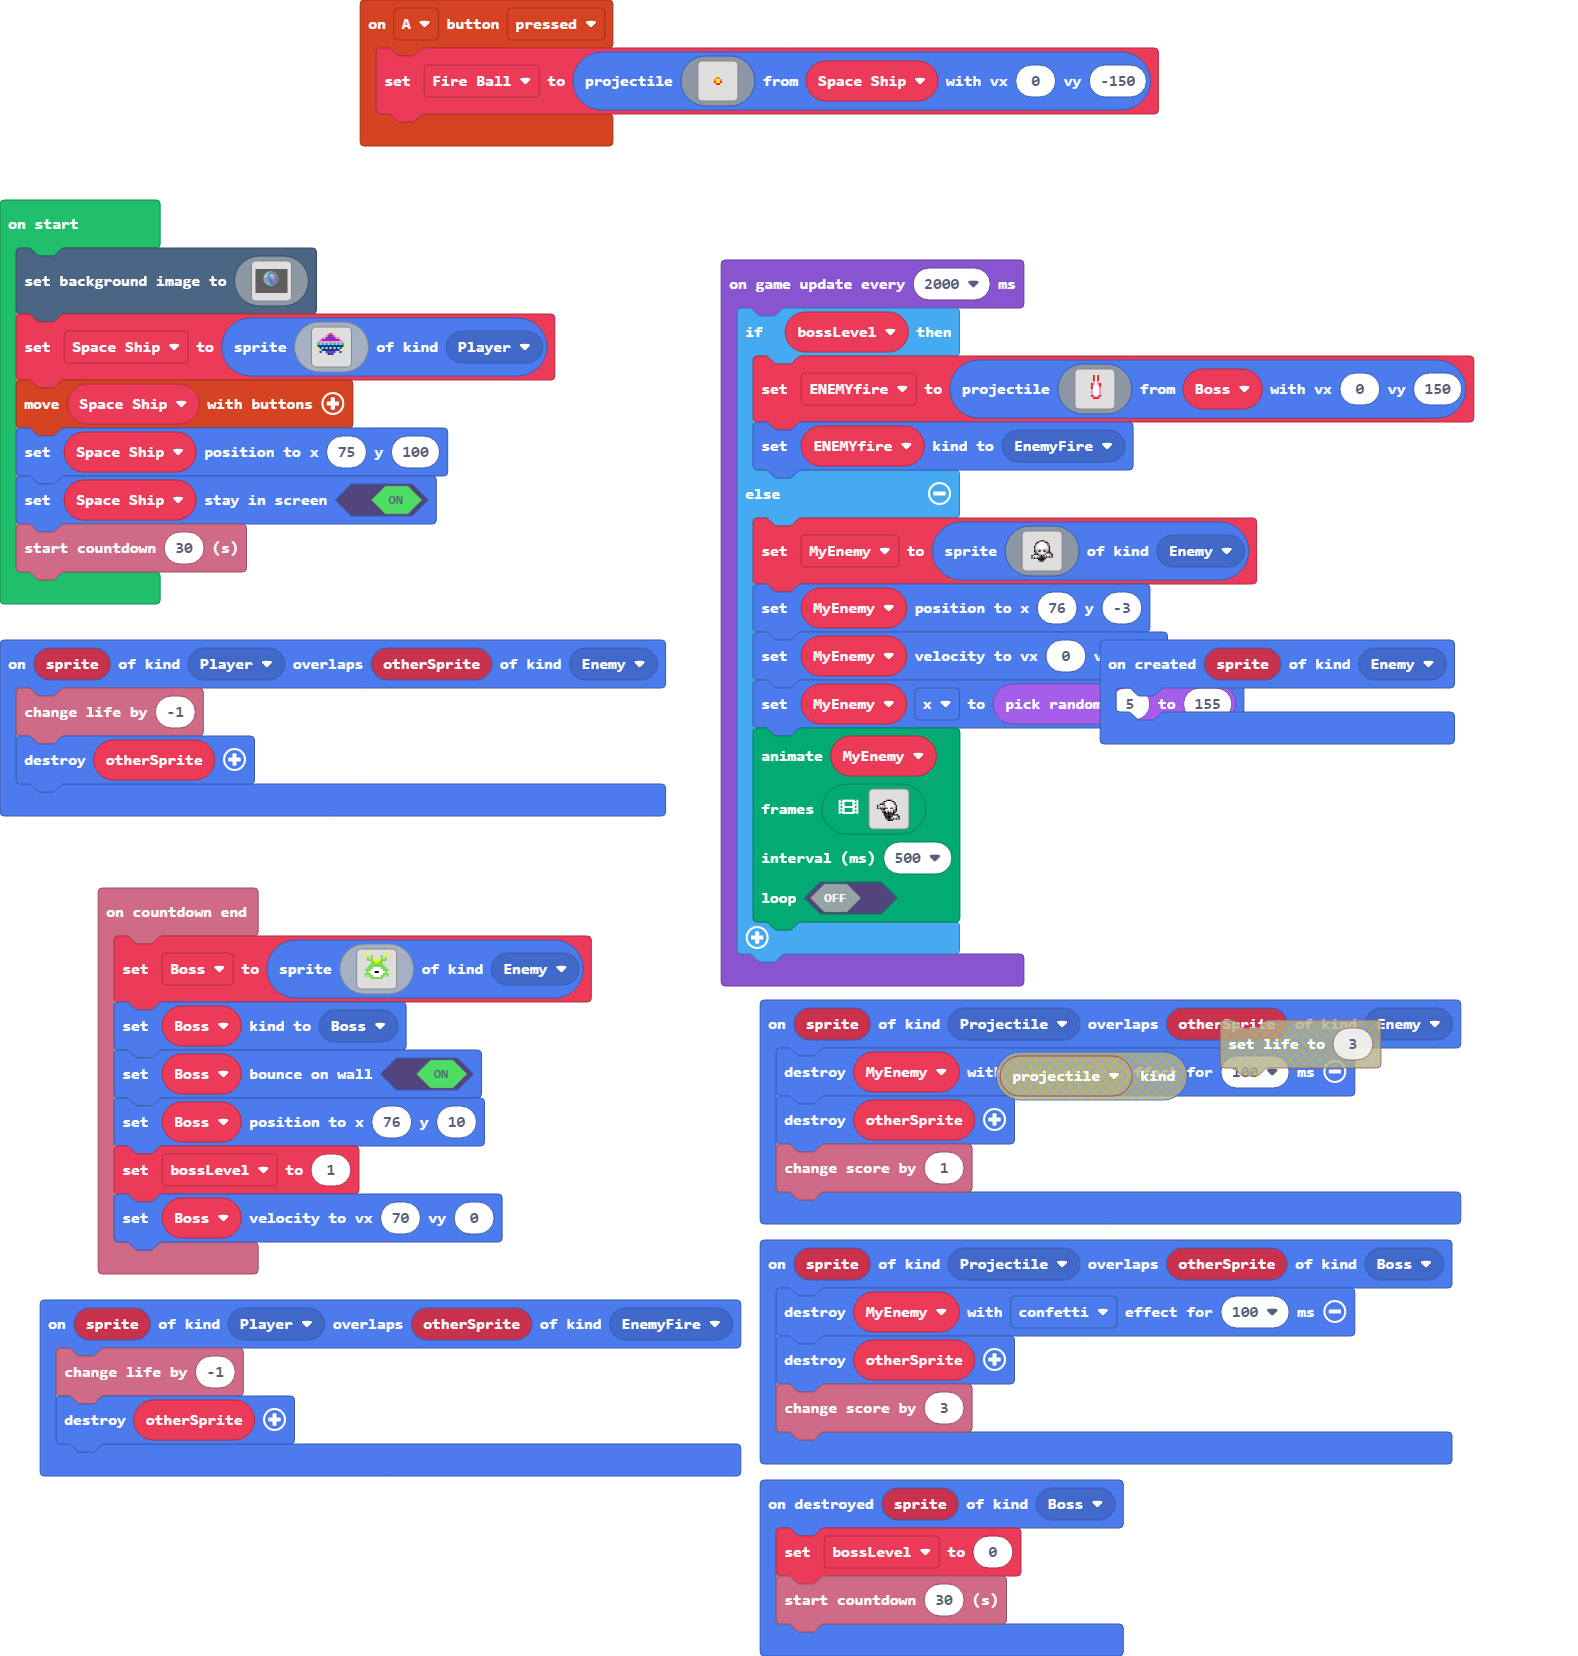 on A button pressed
set Fire Ball to projectile from Space Ship with vx 0 vy -150
on start
set background image to
set Space Ship to sprite of kind Player
move Space Ship with buttons
set Space Ship position to x 75 y 100
set Space Ship stay in screen ON
start countdown 30 (s)
on sprite of kind Player overlaps otherSprite of kind Enemy
change life by -1
destroy otherSprite
on game update every 2000 ms
if bossLevel then
set ENEMYfire to projectile from Boss with vx 0 vy 150
set ENEMYfire kind to EnemyFire
else
set MyEnemy to sprite of kind Enemy
set MyEnemy position to x 76 y -3
set MyEnemy velocity to vx 0
set MyEnemy x to pick random 5 to 155
animate MyEnemy
frames
interval (ms) 500
loop OFF
on created sprite of kind Enemy
on countdown end
set Boss to sprite of kind Enemy
set Boss kind to Boss
set Boss bounce on wall ON
set Boss position to x 76 y 10
set bossLevel to 1
set Boss velocity to vx 70 vy 0
on sprite of kind Projectile overlaps otherSprite of kind Enemy
set life to 3
destroy MyEnemy with for 100 ms
projectile kind
destroy otherSprite
change score by 1
on sprite of kind Projectile overlaps otherSprite of kind Boss
destroy MyEnemy with confetti effect for 100 ms
destroy otherSprite
change score by 3
on sprite of kind Player overlaps otherSprite of kind EnemyFire
change life by -1
destroy otherSprite
on destroyed sprite of kind Boss
set bossLevel to 0
start countdown 30 (s)